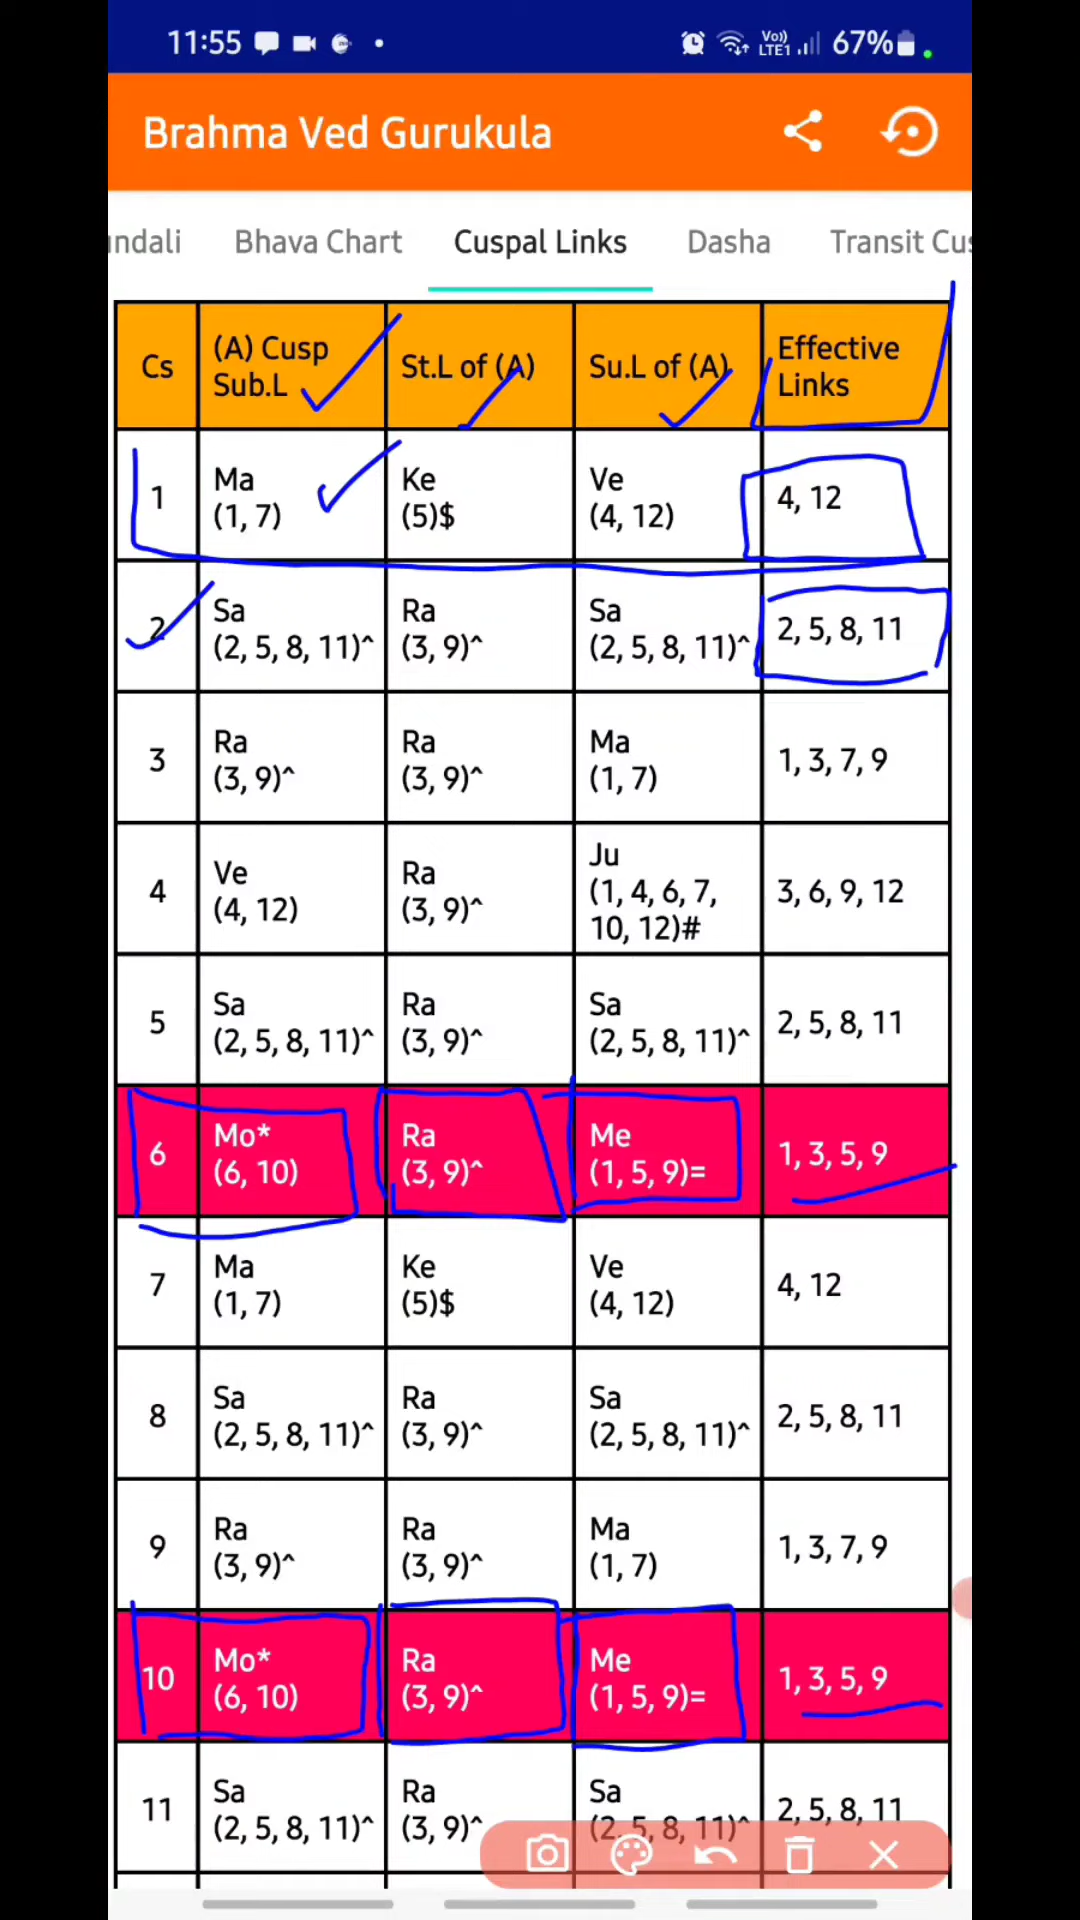 11:55
Vo))
LTE1
67%
Brahma Ved Gurukula
ndali Bhava Chart Cuspal Links Dasha Transit Cus
Cs
(A) Cusp
Sub.L
St.L of (A)
Su.L of (A)
Effective
Links
1
Ma
(1, 7)
Ke
(5)$
Ve
(4, 12)
4, 12
2
Sa
(2, 5, 8, 11)^
Ra
(3, 9)^
Sa
(2, 5, 8, 11)^
2, 5, 8, 11
3
Ra
(3, 9)^
Ra
(3, 9)^
Ma
(1, 7)
1, 3, 7, 9
4
Ve
(4, 12)
Ra
(3, 9)^
Ju
(1, 4, 6, 7,
10, 12)#
3, 6, 9, 12
5
Sa
(2, 5, 8, 11)^
Ra
(3, 9)^
Sa
(2, 5, 8, 11)^
2, 5, 8, 11
6
Mo*
(6, 10)
Ra
(3, 9)^
Me
(1, 5, 9)=
1, 3, 5, 9
7
Ma
(1, 7)
Ke
(5)$
Ve
(4, 12)
4, 12
8
Sa
(2, 5, 8, 11)^
Ra
(3, 9)^
Sa
(2, 5, 8, 11)^
2, 5, 8, 11
9
Ra
(3, 9)^
Ra
(3, 9)^
Ma
(1, 7)
1, 3, 7, 9
10
Mo*
(6, 10)
Ra
(3, 9)^
Me
(1, 5, 9)=
1, 3, 5, 9
11
Sa
(2, 5, 8, 11)^
Ra
(3, 9)^
Sa
(2, 5, 8, 11)^
2, 5, 8, 11